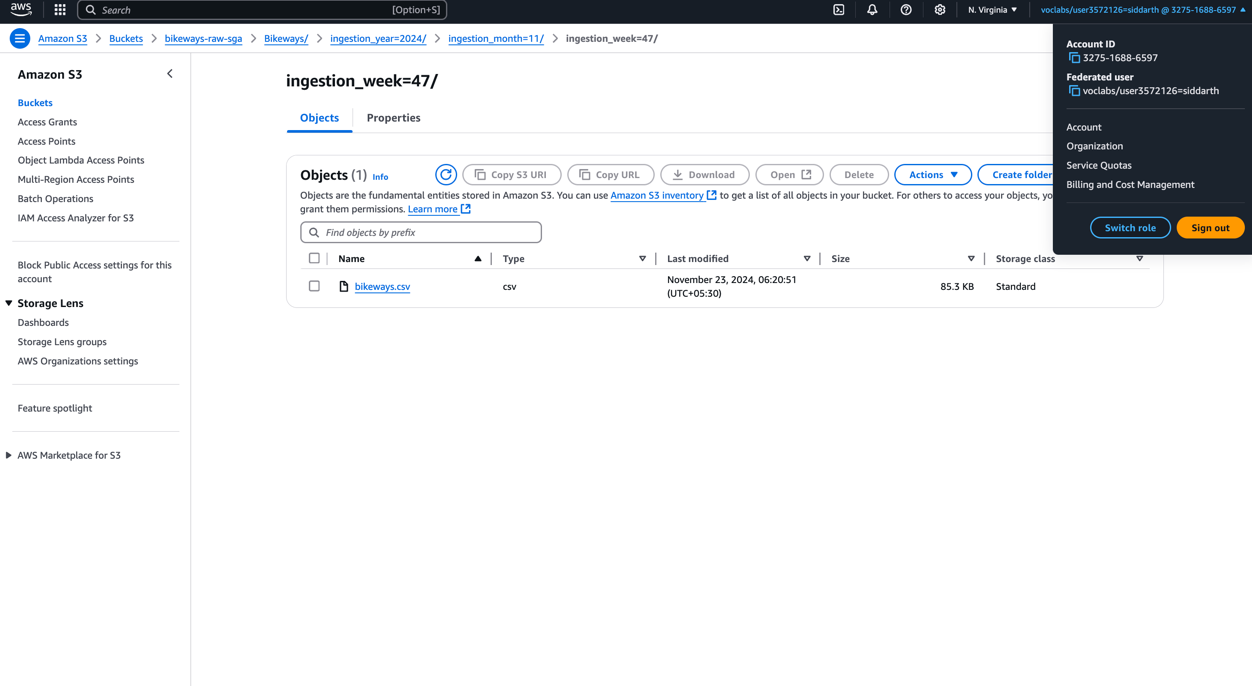 aws
Search [Option+S] N. Virginia voclabs/user3572126=siddarth @ 3275-1688-6597
Amazon S3 Buckets bikeways-raw-sga Bikeways/ ingestion_year=2024/ ingestion_month=11/ ingestion_week=47/
Account ID
3275-1688-6597
Federated user
voclabs/user3572126=siddarth
Account
Organization
Service Quotas
Billing and Cost Management
Switch role Sign out
Amazon S3
Buckets
Access Grants
Access Points
Object Lambda Access Points
Multi-Region Access Points
Batch Operations
IAM Access Analyzer for S3
Block Public Access settings for this
account
Storage Lens
Dashboards
Storage Lens groups
AWS Organizations settings
Feature spotlight
AWS Marketplace for S3
ingestion_week=47/
Objects Properties
Objects (1) Info Copy S3 URI Copy URL Download Open Delete Actions Create folder
Objects are the fundamental entities stored in Amazon S3. You can use Amazon S3 inventory to get a list of all objects in your bucket. For others to access your objects,
grant them permissions. Learn more
Find objects by prefix
Name Type Last modified Size Storage class
bikeways.csv csv November 23, 2024, 06:20:51 85.3 KB Standard
(UTC+05:30)